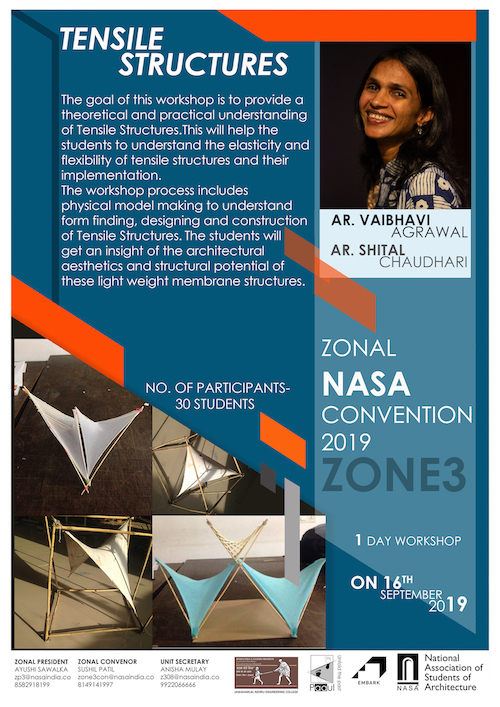 TENSILE
STRUCTURES
The goal of this workshop is to provide a
theoretical and practical understanding
of Tensile Structures.This will help the
students to understand the elasticity and
flexibility of tensile structures and their
implementation.
The workshop process includes
physical model making to understand
form finding, designing and construction
of Tensile Structures. The students will
get an insight of the architectural
aesthetics and structural potential of
these light weight membrane structures.
AR. VAIBHAVI
AGRAWAL
AR. SHITAL
CHAUDHARI
NO. OF PARTICIPANTS-
30 STUDENTS
ZONAL
NASA
CONVENTION
2019
ZONE3
1 DAY WORKSHOP
ON 16TH
SEPTEMBER
2019
ZONAL PRESIDENT
AYUSHI SAWALKA
zp3@nasaindia.co
8582918199
ZONAL CONVENOR
SUSHIL PATIL
zone3con@nasaindia.co
8149141997
UNIT SECRETARY
ANISHA MULAY
z308@nasaindia.co
9922066666
EMBARK
NASA
National
Association of
Students of
Architecture